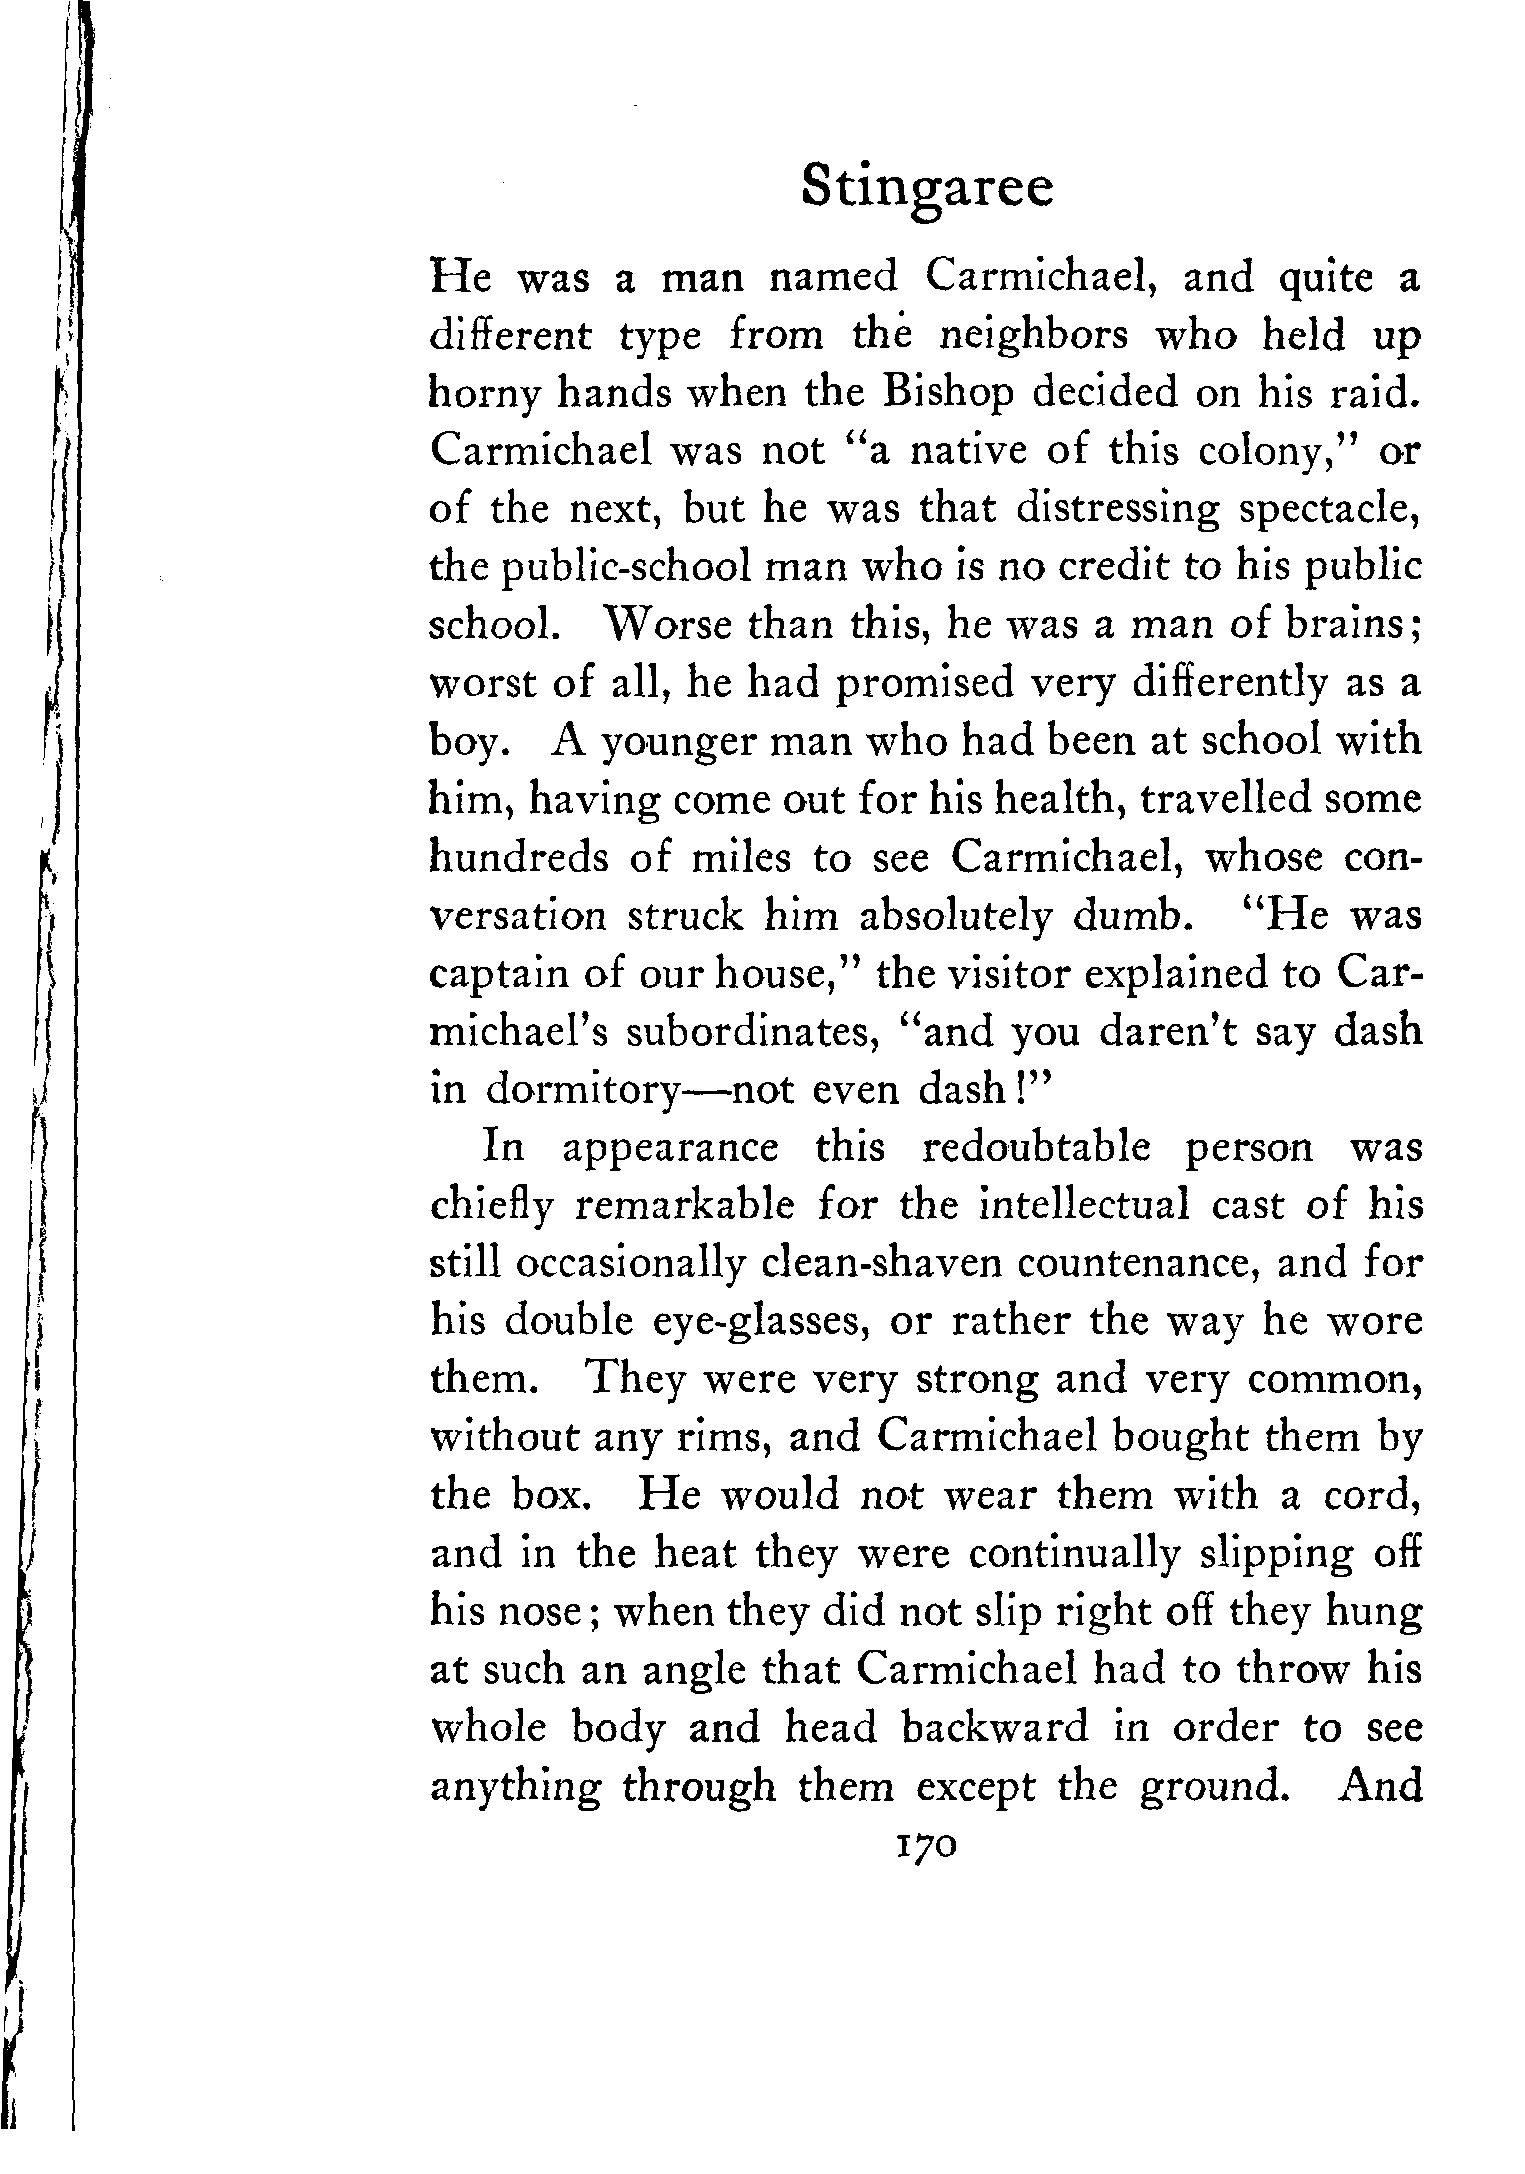 Stingaree
He was a man named Carmichael, and quite a
different type from the neighbors who held up
horny hands when the Bishop decided on his raid.
Carmichael was not "a native of this colony," or
of the next, but he was that distressing spectacle,
the public-school man who is no credit to his public
school. Worse than this, he was a man of brains;
worst of all, he had promised very differently as a
boy. A younger man who had been at school with
him, having come out for his health, travelled some
hundreds of miles to see Carmichael, whose con-
versation struck him absolutely dumb. "He was
captain of our house," the visitor explained to Car-
michael's subordinates, "and you daren't say dash
in dormitory—not even dash!"
In appearance this redoubtable person was
chiefly remarkable for the intellectual cast of his
still occasionally clean-shaven countenance, and for
his double eye-glasses, or rather the way he wore
them. They were very strong and very common,
without any rims, and Carmichael bought them by
the box. He would not wear them with a cord,
and in the heat they were continually slipping off
his nose; when they did not slip right off they hung
at such an angle that Carmichael had to throw his
whole body and head backward in order to see
anything through them except the ground. And
170